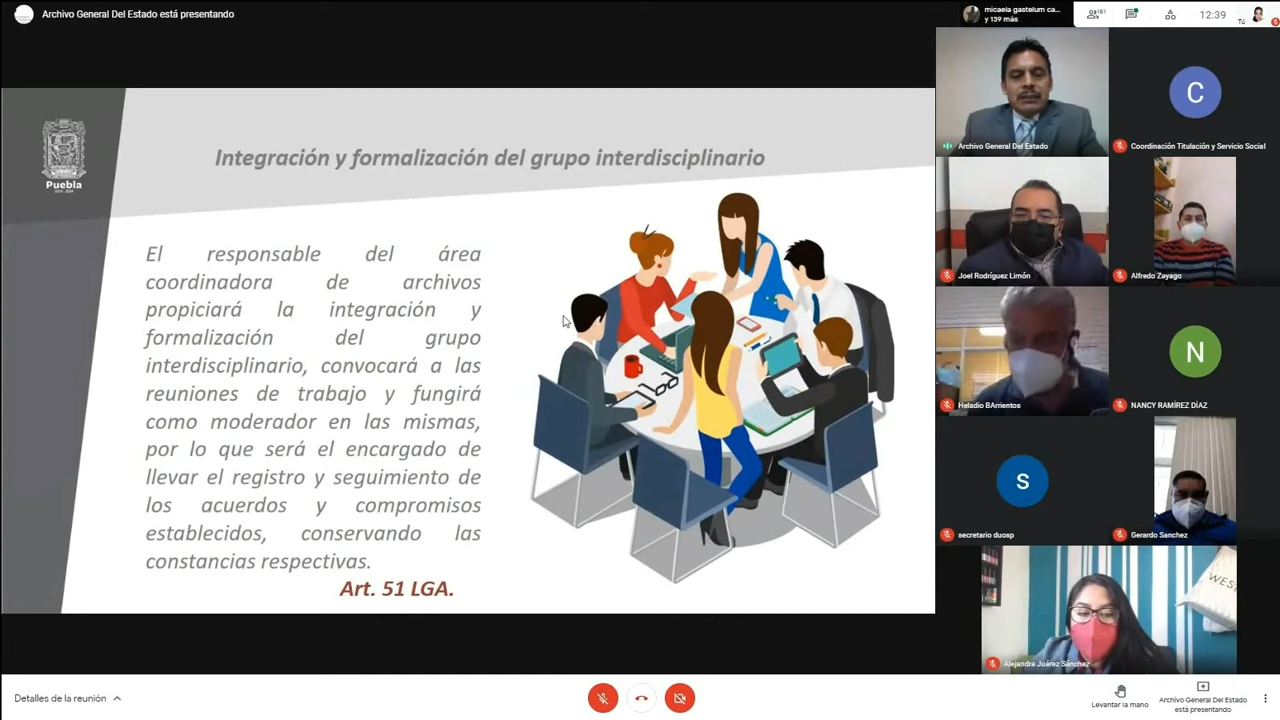 Archivo General Del Estado está presentando
micaela gastelum ca...
y 139 más
161
12:39
Tú
Puebla
Integración y formalización del grupo interdisciplinario
El responsable del área
coordinadora de archivos
propiciará la integración y
formalización del grupo
interdisciplinario, convocará a las
reuniones de trabajo y fungirá
como moderador en las mismas,
por lo que será el encargado de
llevar el registro y seguimiento de
los acuerdos y compromisos
establecidos, conservando las
constancias respectivas.
Art. 51 LGA.
Archivo General Del Estado
C
Coordinación Titulación y Servicio Social
Joel Rodríguez Limón
Alfredo Zayago
Heladio BArrientos
N
NANCY RAMÍREZ DÍAZ
s
secretario duosp
Gerardo Sanchez
WEST
Alejandra Juárez Sánchez
Detalles de la reunión
Levantar la mano
Archivo General Del Estado
está presentando